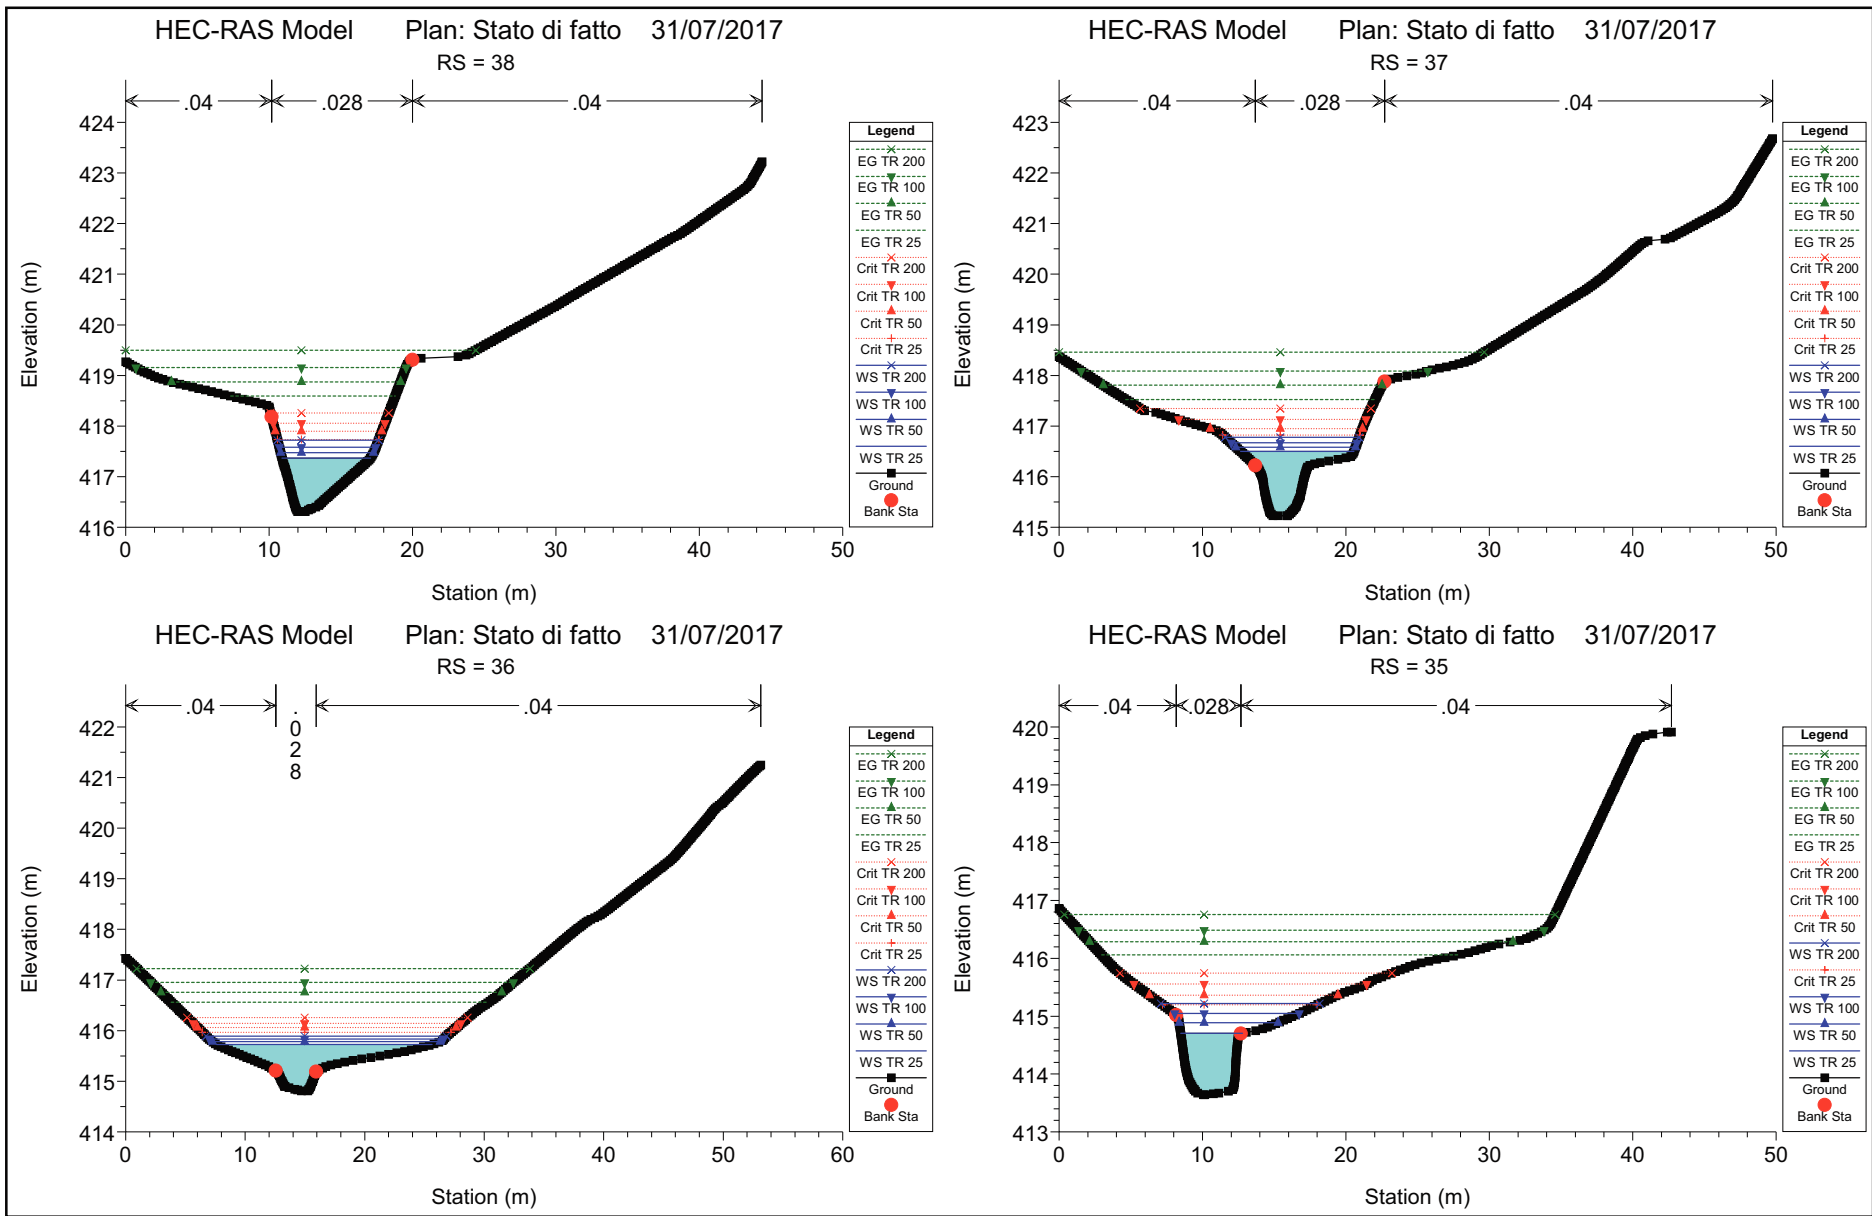 HEC-RAS Model Plan: Stato di fatto 31/07/2017
RS = 38
.04 .028 .04
424
423
422
421
420
419
418
417
416
0 10 20 30 40 50
Elevation (m)
Station (m)
Legend
EG TR 200
EG TR 100
EG TR 50
EG TR 25
Crit TR 200
Crit TR 100
Crit TR 50
Crit TR 25
WS TR 200
WS TR 100
WS TR 50
WS TR 25
Ground
Bank Sta
HEC-RAS Model Plan: Stato di fatto 31/07/2017
RS = 37
.04 .028 .04
423
422
421
420
419
418
417
416
415
0 10 20 30 40 50
Elevation (m)
Station (m)
Legend
EG TR 200
EG TR 100
EG TR 50
EG TR 25
Crit TR 200
Crit TR 100
Crit TR 50
Crit TR 25
WS TR 200
WS TR 100
WS TR 50
WS TR 25
Ground
Bank Sta
HEC-RAS Model Plan: Stato di fatto 31/07/2017
RS = 36
.04 .028 .04
422
421
420
419
418
417
416
415
414
0 10 20 30 40 50 60
Elevation (m)
Station (m)
Legend
EG TR 200
EG TR 100
EG TR 50
EG TR 25
Crit TR 200
Crit TR 100
Crit TR 50
Crit TR 25
WS TR 200
WS TR 100
WS TR 50
WS TR 25
Ground
Bank Sta
HEC-RAS Model Plan: Stato di fatto 31/07/2017
RS = 35
.04 .028 .04
420
419
418
417
416
415
414
413
0 10 20 30 40 50
Elevation (m)
Station (m)
Legend
EG TR 200
EG TR 100
EG TR 50
EG TR 25
Crit TR 200
Crit TR 100
Crit TR 50
WS TR 200
Crit TR 25
WS TR 100
WS TR 50
WS TR 25
Ground
Bank Sta